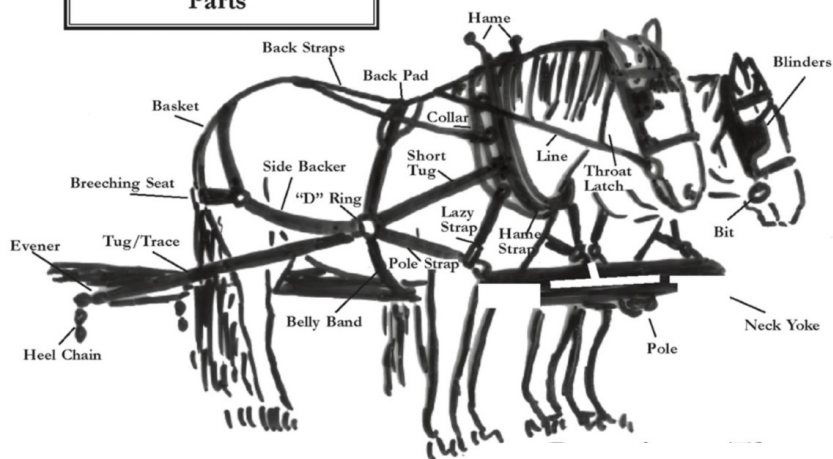 Parts
Hame
Back Straps
Back Pad
Blinders
Basket
Collar
Line
Short
Tug
Throat
Latch
Side Backer
Breeching Seat
"D" Ring
Lazy
Strap
Hame
Strap
Bit
Evener
Tug/Trace
Pole Strap
Belly Band
Neck Yoke
Heel Chain
Pole